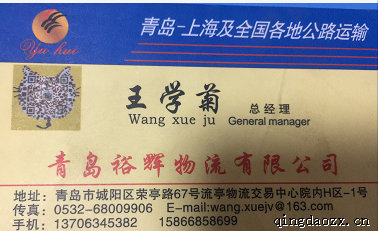 青岛-上海及全国各地公路运输
Yu hui
王学菊 总经理
Wang xue ju General manager
青岛裕辉物流有限公司
地址：青岛市城阳区荣亭路67号流亭物流交易中心院内H区-1号
传真：0532-68009906 E-mail:wang.xuejv@163.com
手机：13706345382 15866858699
qingdaozx.cn